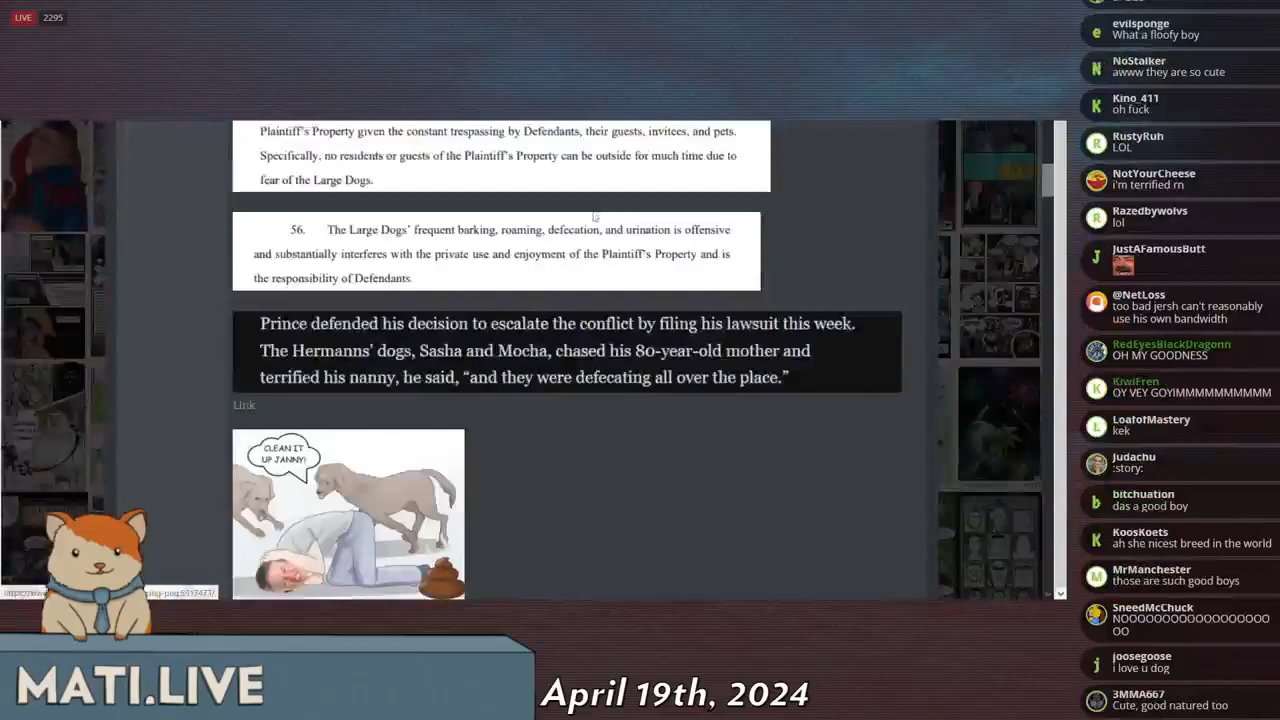 LIVE 2295
Plaintiff's Property given the constant trespassing by Defendants, their guests, invitees, and pets.
Specifically, no residents or guests of the Plaintiff's Property can be outside for much time due to
fear of the Large Dogs.
56. The Large Dogs' frequent barking, roaming, defecation, and urination is offensive
and substantially interferes with the private use and enjoyment of the Plaintiff's Property and is
the responsibility of Defendants.
Prince defended his decision to escalate the conflict by filing his lawsuit this week.
The Hermanns' dogs, Sasha and Mocha, chased his 80-year-old mother and
terrified his nanny, he said, “and they were defecating all over the place.”
Link
CLEAN IT
UP JANNY!
MATI.LIVE
April 19th, 2024
evilsponge
What a floofy boy
N
NoStalker
awww they are so cute
K
Kino_411
oh fuck
R
RustyRuh
LOL
NotYourCheese
i'm terrified rn
R
Razedbywolvs
lol
J
JustAFamousButt
@NetLoss
too bad jersh can't reasonably
use his own bandwidth
RedEyesBlackDragonn
OH MY GOODNESS
K
KiwiFren
OY VEY GOYIMMMMMMMMM
L
LoafofMastery
kek
Judachu
:story:
b
bitchuation
das a good boy
K
KoosKoets
ah she nicest breed in the world
M
MrManchester
those are such good boys
SneedMcChuck
NOOOOOOOOOOOOOOOOO
OO
j
joosegoose
i love u dog
3MMA667
Cute, good natured too